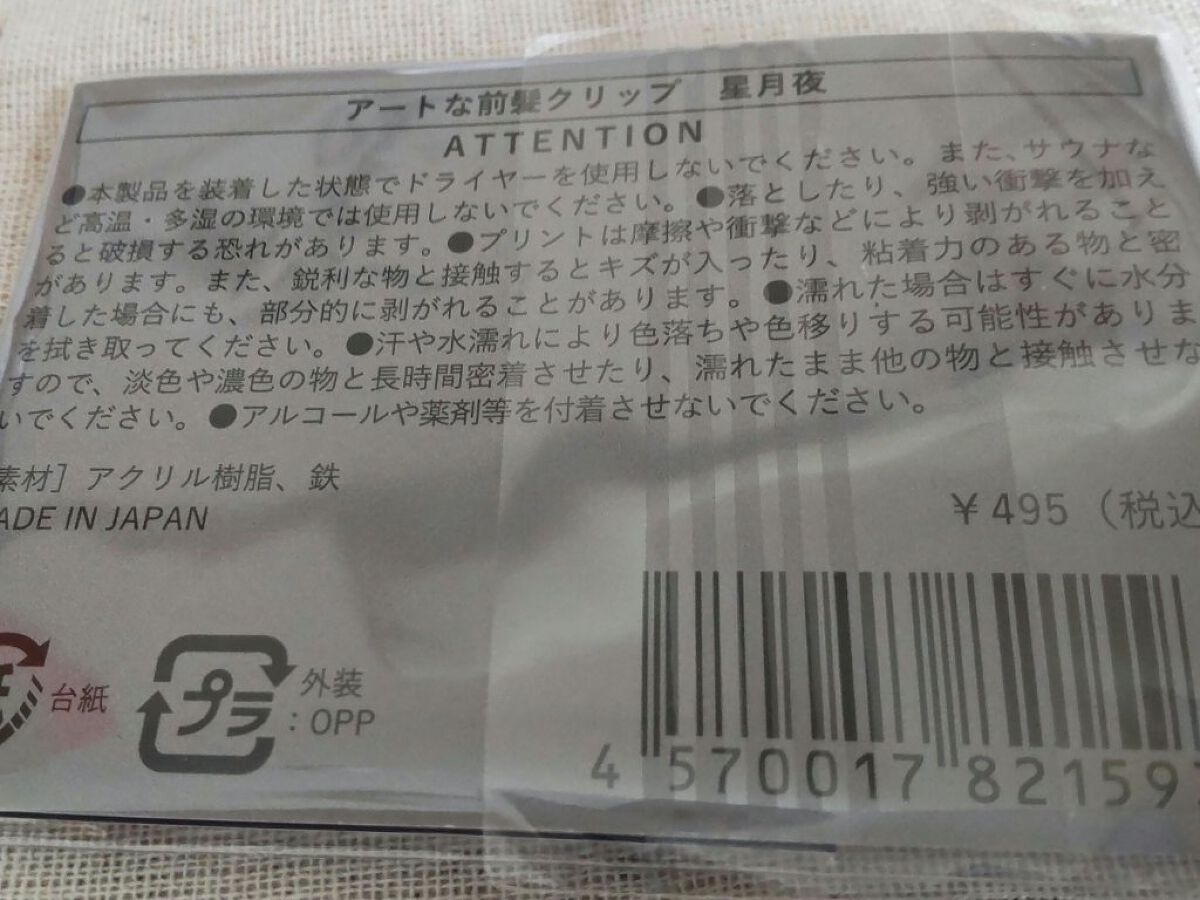 アートな前髪クリップ 星月夜
ATTENTION
●本製品を装着した状態でドライヤーを使用しないでください。また、サウナな
ど高温・多湿の環境では使用しないでください。●落としたり、強い衝撃を加え
ると破損する恐れがあります。●プリントは摩擦や衝撃などにより剥がれること
があります。また、鋭利な物と接触するとキズが入ったり、粘着力のある物と密
着した場合にも、部分的に剥がれることがあります。●濡れた場合はすぐに水分
を拭き取ってください。●汗や水濡れにより色落ちや色移りする可能性がありま
すので、淡色や濃色の物と長時間密着させたり、濡れたまま他の物と接触させな
いでください。●アルコールや薬剤等を付着させないでください。
素材］アクリル樹脂、鉄
ADE IN JAPAN
￥495（税込
台紙
プラ
外装
：OPP
4 570017 82159